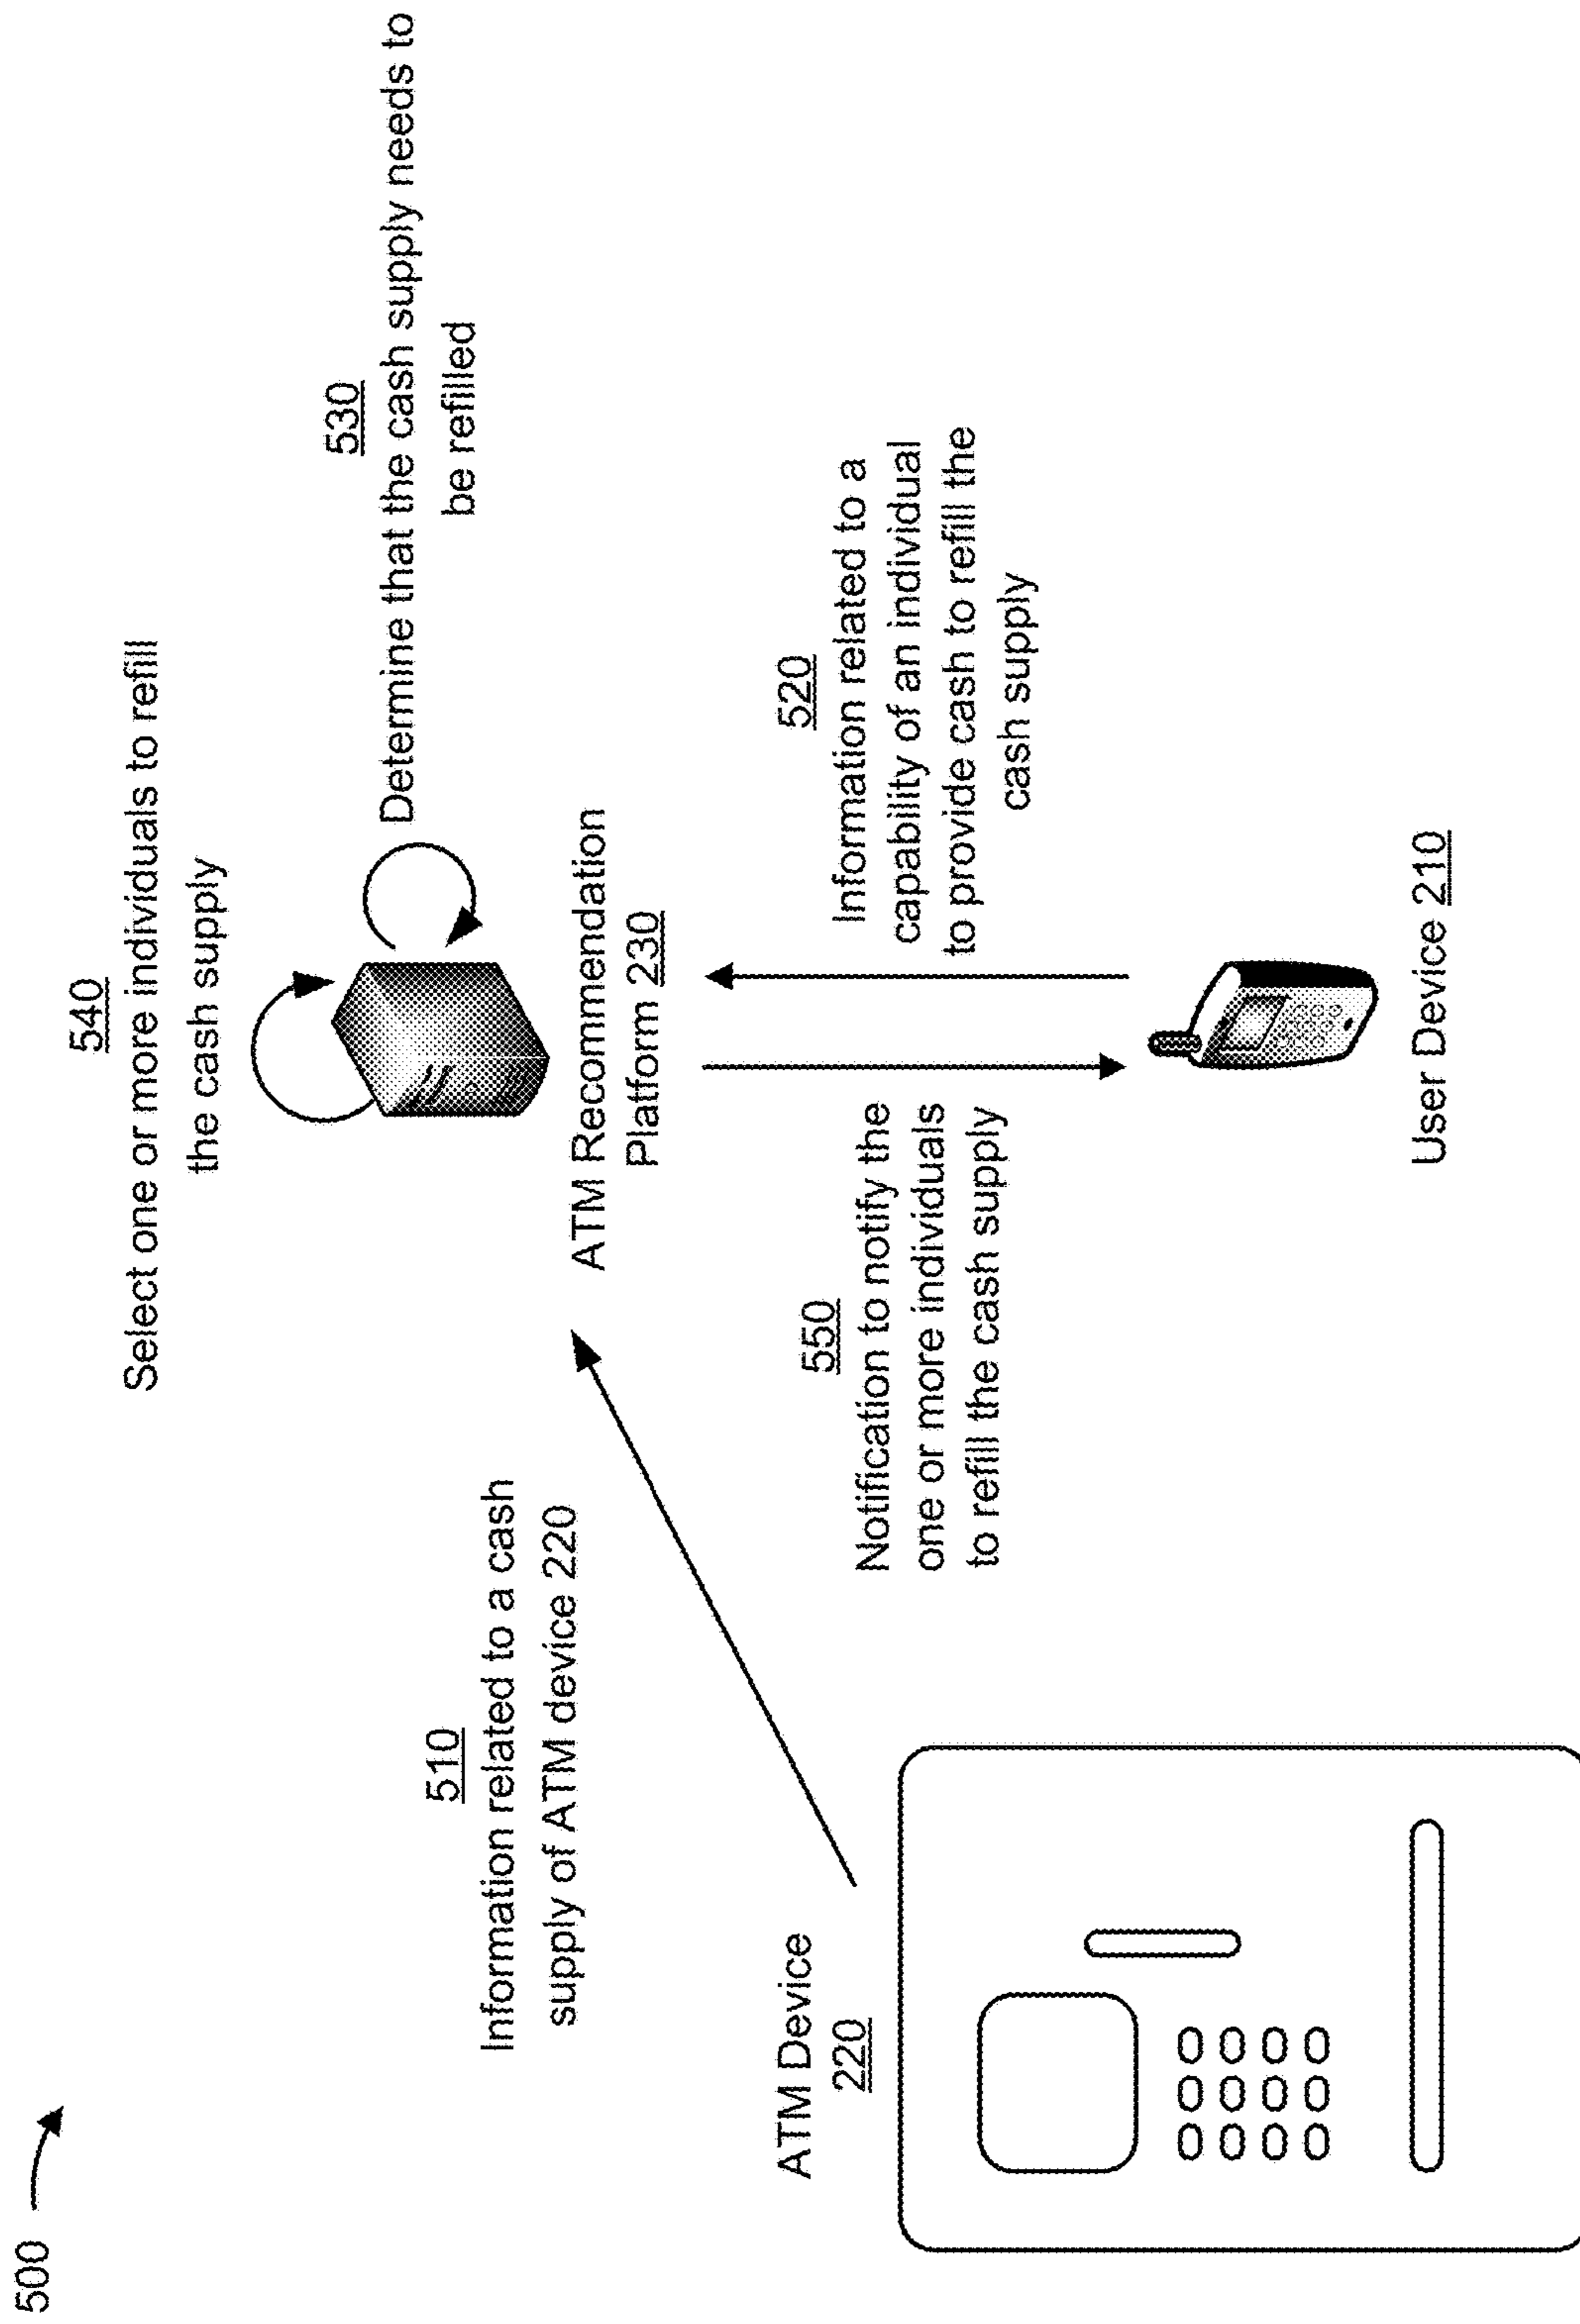 500
540
Select one or more individuals to refill
the cash supply
530
Determine that the cash supply needs to
be refilled
510
Information related to a cash
supply of ATM device 220
ATM Recommendation
Platform 230
520
Information related to a
capability of an individual
to provide cash to refill the
cash supply
550
Notification to notify the
one or more individuals
to refill the cash supply
ATM Device
220
User Device 210